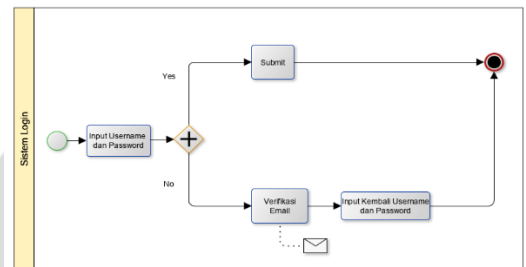 Sistem Login
Input Username
dan Password
Yes
Submit
No
Verifikasi
Email
Input Kembali Username
dan Password